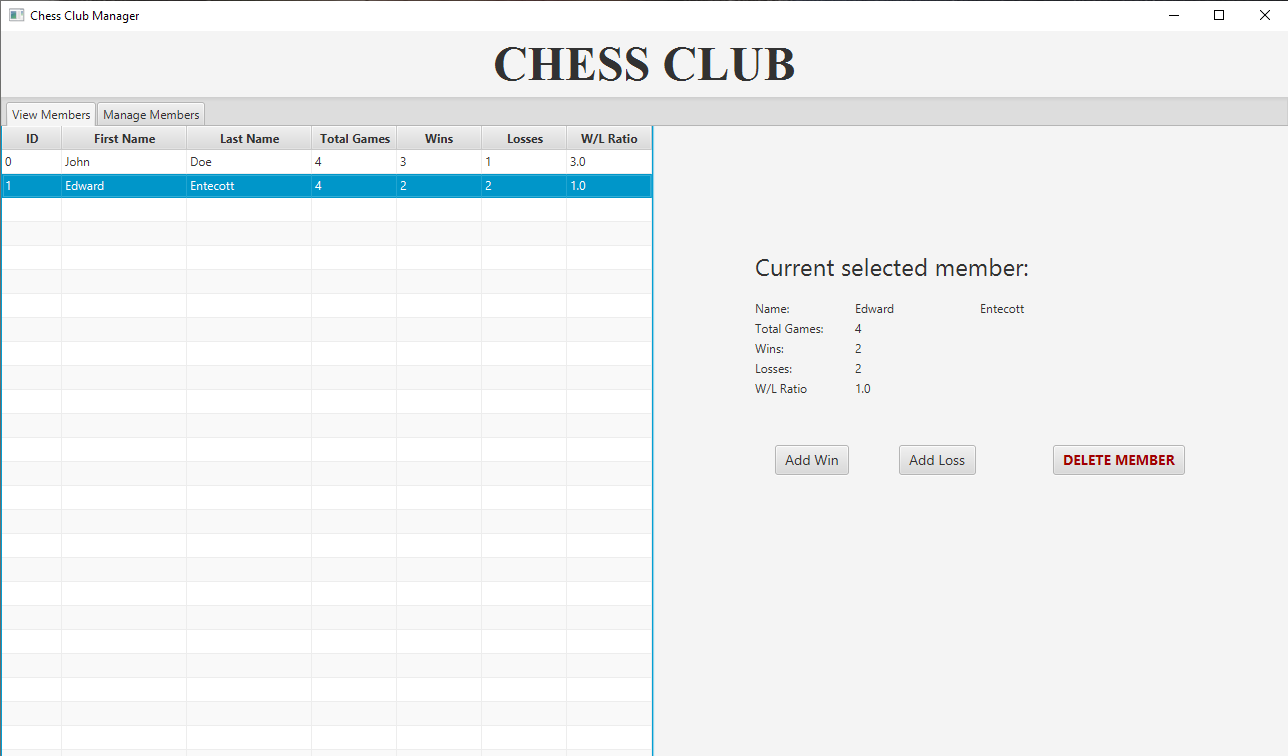 Chess Club Manager
CHESS CLUB
View Members Manage Members
ID First Name Last Name Total Games Wins Losses W/L Ratio
0 John Doe 4 3 1 3.0
1 Edward Entecott 4 2 2 1.0
Current selected member:
Name: Edward Entecott
Total Games: 4
Wins: 2
Losses: 2
W/L Ratio 1.0
Add Win Add Loss DELETE MEMBER